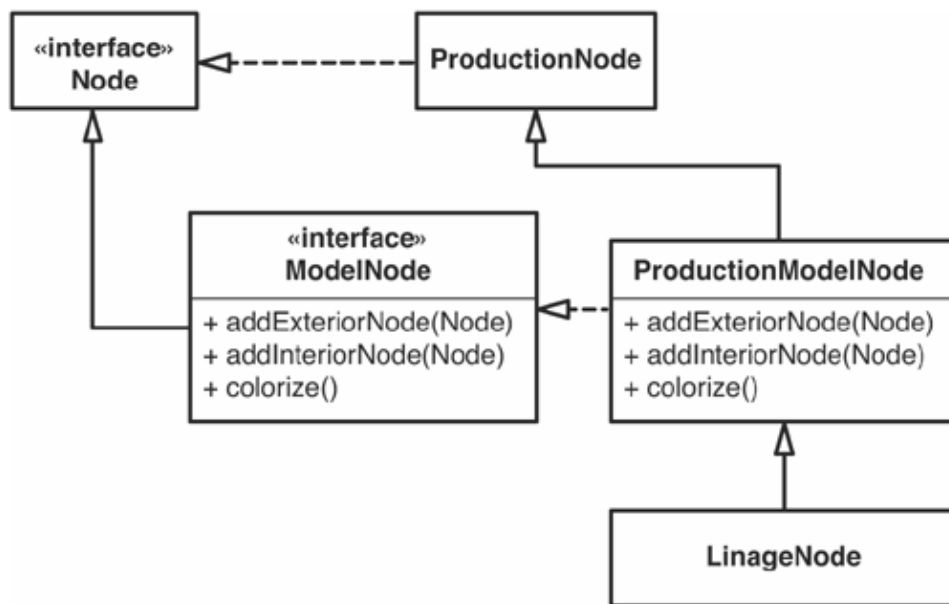 «interface»
Node
ProductionNode
«interface»
ModelNode
+ addExteriorNode(Node)
+ addInteriorNode(Node)
+ colorize()
ProductionModelNode
+ addExteriorNode(Node)
+ addInteriorNode(Node)
+ colorize()
LinageNode